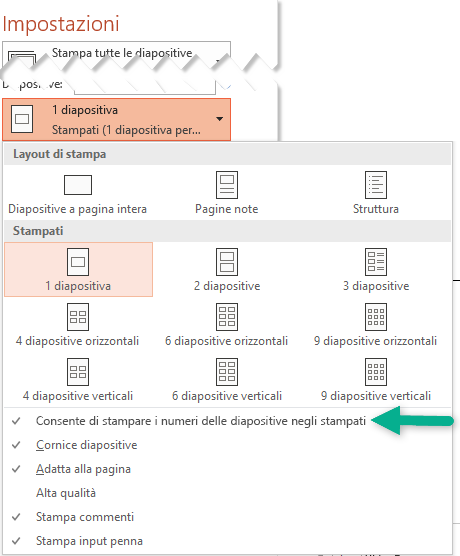 Impostazioni
Stampa tutte le diapositive
Diapositive:
1 diapositiva
Stampati (1 diapositiva per...
Layout di stampa
Diapositive a pagina intera Pagine note Struttura
Stampati
1 diapositiva 2 diapositive 3 diapositive
4 diapositive orizzontali 6 diapositive orizzontali 9 diapositive orizzontali
4 diapositive verticali 6 diapositive verticali 9 diapositive verticali
Consente di stampare i numeri delle diapositive negli stampati
Cornice diapositive
Adatta alla pagina
Alta qualità
Stampa commenti
Stampa input penna